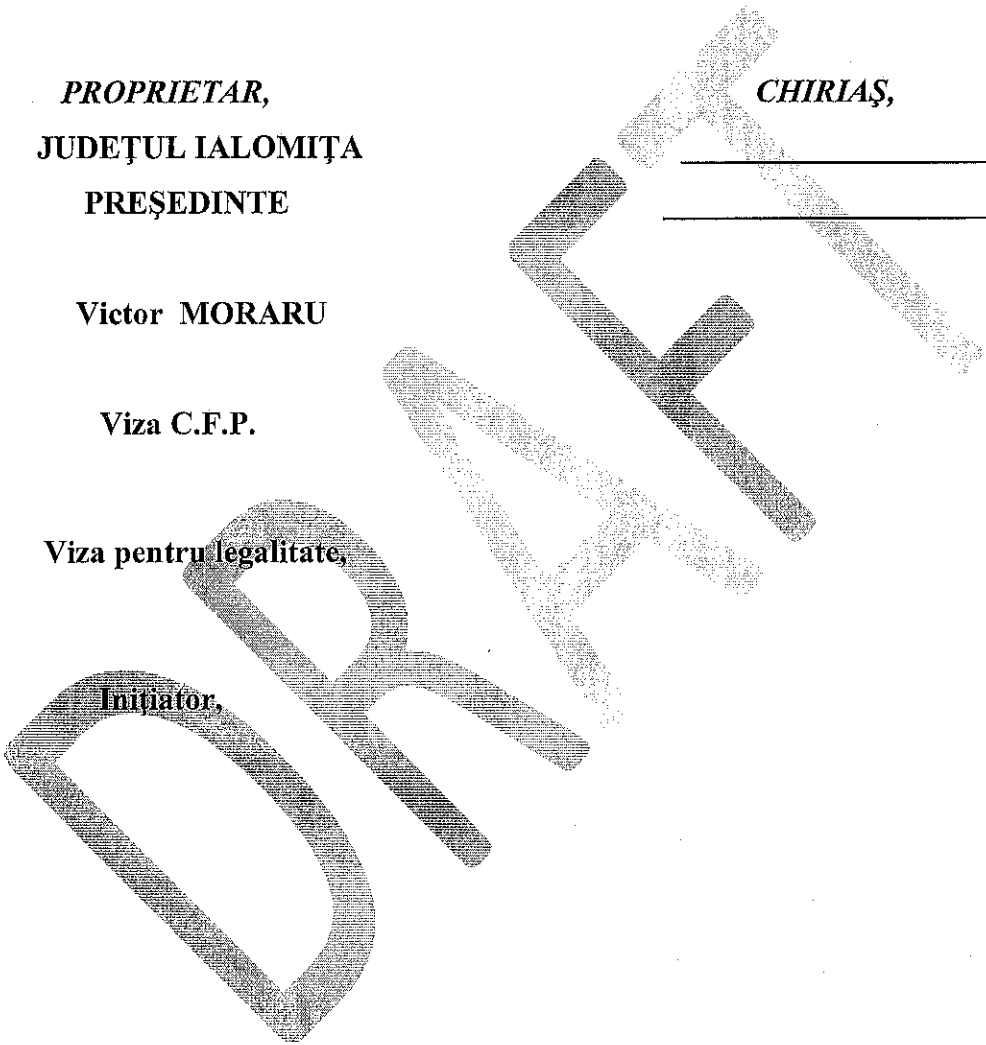 PROPRIETAR,
JUDEŢUL IALOMIŢA
PREŞEDINTE
Victor MORARU
Viza C.F.P.
Viza pentru legalitate,
Iniţiator,
CHIRIAŞ,
DRAFT